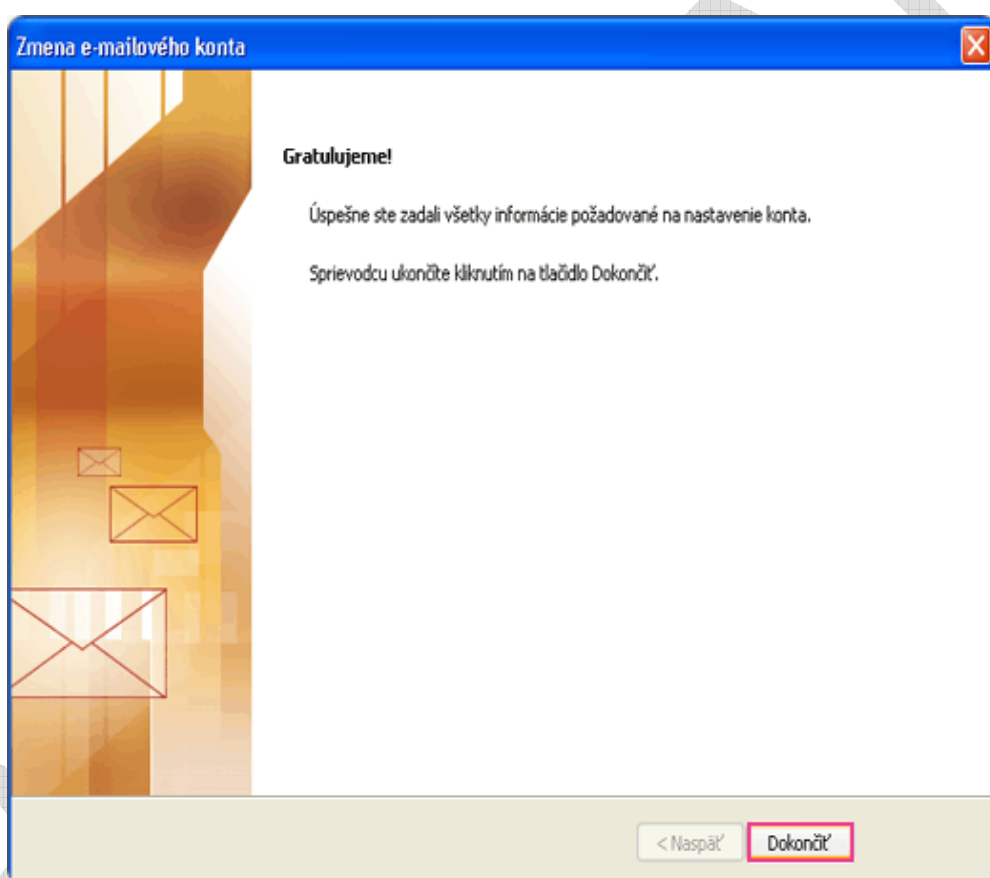 Zmena e-mailového konta
Gratulujeme!
Úspešne ste zadali všetky informácie požadované na nastavenie konta.
Sprievodcu ukončíte kliknutím na tlačidlo Dokončiť.
< Naspäť
Dokončiť